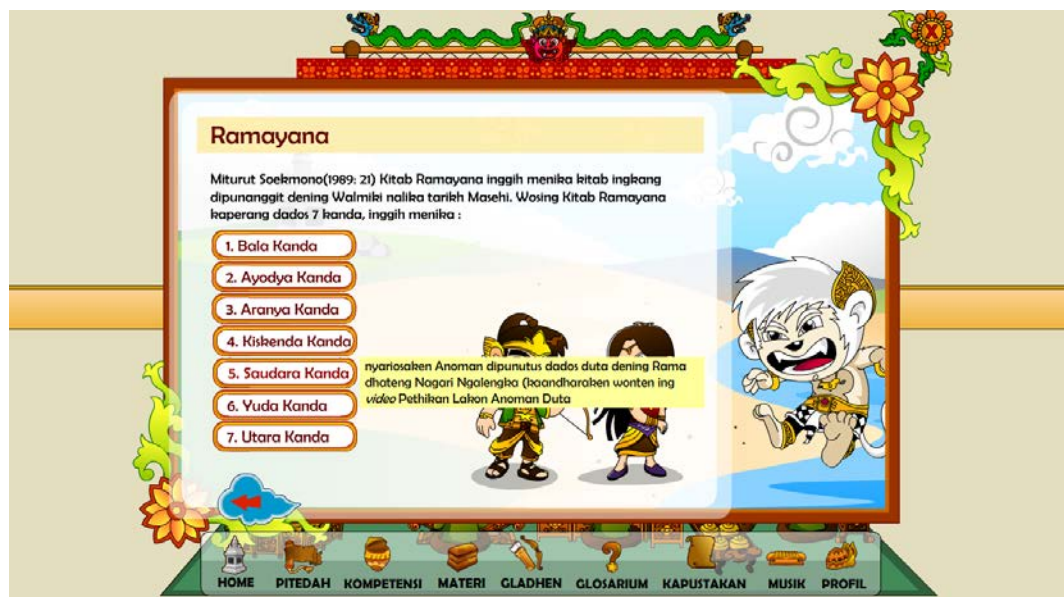 X
Ramayana
Miturut Soekmono(1989: 21) Kitab Ramayana inggih menika kitab ingkang
dipunanggit dening Walmiki nalika tarikh Masehi. Wosing Kitab Ramayana
kaperang dados 7 kanda, inggih menika :
1. Bala Kanda
2. Ayodya Kanda
3. Aranya Kanda
4. Kiskenda Kanda
5. Saudara Kanda
nyariosaken Anoman dipunutus dados duta dening Rama
dhateng Nagari Ngalengka (kaandharaken wonten ing
video Pethikan Lakon Anoman Duta
6. Yuda Kanda
7. Utara Kanda
HOME PITEDAH KOMPETENSI MATERI GLADHEN GLOSARIUM KAPUSTAKAN MUSIK PROFIL